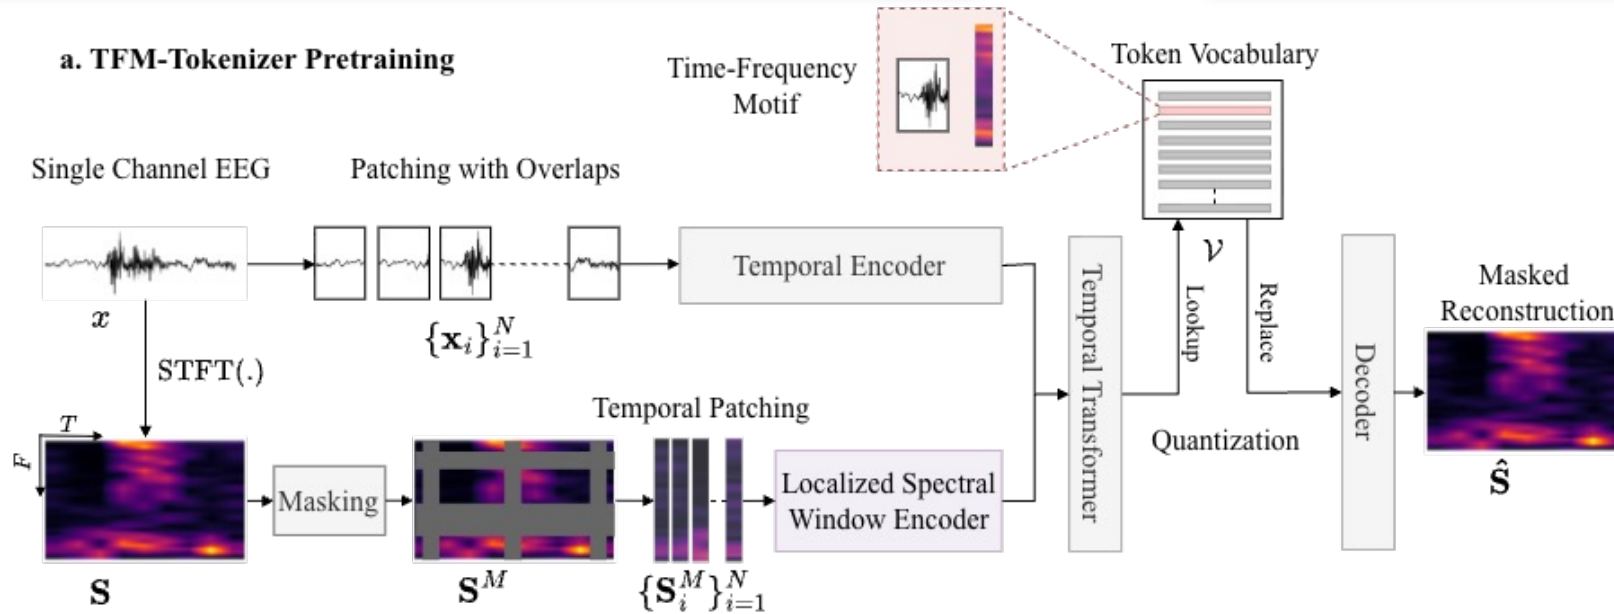 a. TFM-Tokenizer Pretraining
Time-Frequency
Motif
Token Vocabulary
Single Channel EEG
Patching with Overlaps
x
{x_i}_{i=1}^N
Temporal Encoder
STFT(.)
T
F
S
Masking
S^M
Temporal Patching
{S_i^M}_{i=1}^N
Localized Spectral
Window Encoder
Temporal Transformer
Lookup
𝒱
Replace
Quantization
Decoder
Masked
Reconstruction
Ŝ